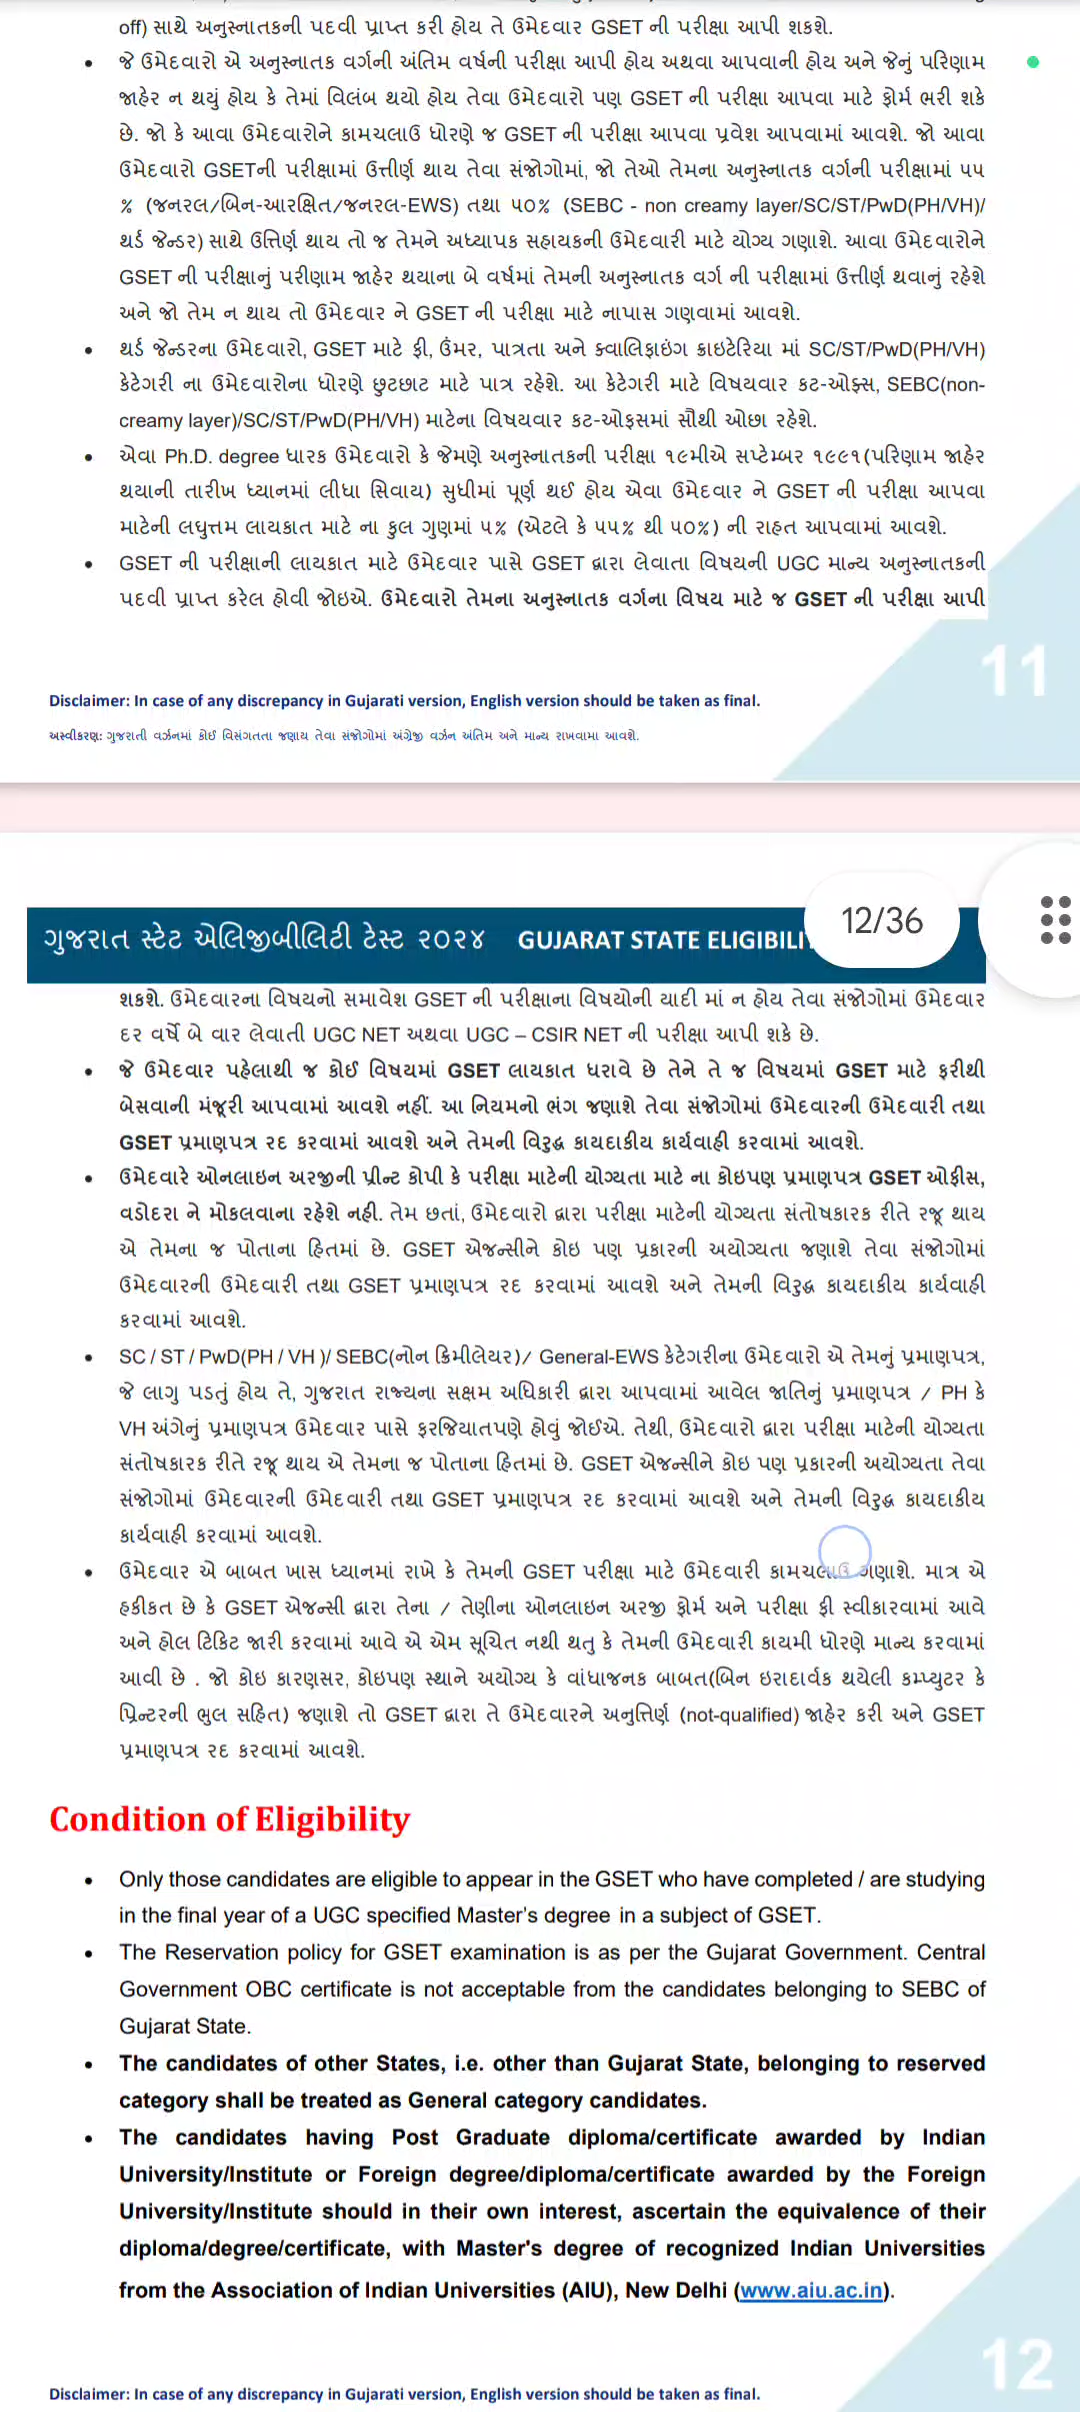 off) સાથે અનુસ્નાતકની પદવી પ્રાપ્ત કરી હોય તે ઉમેદવાર GSET ની પરીક્ષા આપી શકશે.
• જે ઉમેદવારો એ અનુસ્નાતક વર્ગની અંતિમ વર્ષની પરીક્ષા આપી હોય અથવા આપવાની હોય અને જેનું પરિણામ
જાહેર ન થયું હોય કે તેમાં વિલંબ થયો હોય તેવા ઉમેદવારો પણ GSET ની પરીક્ષા આપવા માટે ફોર્મ ભરી શકે
છે. જો કે આવા ઉમેદવારોને કામચલાઉ ધોરણે જ GSET ની પરીક્ષા આપવા પ્રવેશ આપવામાં આવશે. જો આવા
ઉમેદવારો GSETની પરીક્ષામાં ઉત્તીર્ણ થાય તેવા સંજોગોમાં, જો તેઓ તેમના અનુસ્નાતક વર્ગની પરીક્ષામાં ૫૫
% (જનરલ/બિન-આરક્ષિત/જનરલ-EWS) તથા ૫૦% (SEBC - non creamy layer/SC/ST/PwD(PH/VH)/
થર્ડ જેન્ડર) સાથે ઉત્તિર્ણ થાય તો જ તેમને અધ્યાપક સહાયકની ઉમેદવારી માટે યોગ્ય ગણાશે. આવા ઉમેદવારોને
GSET ની પરીક્ષાનું પરીણામ જાહેર થયાના બે વર્ષમાં તેમની અનુસ્નાતક વર્ગ ની પરીક્ષામાં ઉત્તીર્ણ થવાનું રહેશે
અને જો તેમ ન થાય તો ઉમેદવાર ને GSET ની પરીક્ષા માટે નાપાસ ગણવામાં આવશે.
• થર્ડ જેન્ડરના ઉમેદવારો, GSET માટે ફી, ઉંમર, પાત્રતા અને ક્વાલિફાઇંગ ક્રાઇટેરિયા માં SC/ST/PwD(PH/VH)
કેટેગરી ના ઉમેદવારોના ધોરણે છુટછાટ માટે પાત્ર રહેશે. આ કેટેગરી માટે વિષયવાર કટ-ઓફ્સ, SEBC(non-
creamy layer)/SC/ST/PwD(PH/VH) માટેના વિષયવાર કટ-ઓફસમાં સૌથી ઓછા રહેશે.
• એવા Ph.D. degree ધારક ઉમેદવારો કે જેમણે અનુસ્નાતકની પરીક્ષા ૧૯મીએ સપ્ટેમ્બર ૧૯૯૧(પરિણામ જાહેર
થયાની તારીખ ધ્યાનમાં લીધા સિવાય) સુધીમાં પૂર્ણ થઈ હોય એવા ઉમેદવાર ને GSET ની પરીક્ષા આપવા
માટેની લઘુત્તમ લાયકાત માટે ના કુલ ગુણમાં ૫% (એટલે કે ૫૫% થી ૫૦%) ની રાહત આપવામાં આવશે.
• GSET ની પરીક્ષાની લાયકાત માટે ઉમેદવાર પાસે GSET દ્વારા લેવાતા વિષયની UGC માન્ય અનુસ્નાતકની
પદવી પ્રાપ્ત કરેલ હોવી જોઇએ. ઉમેદવારો તેમના અનુસ્નાતક વર્ગના વિષય માટે જ GSET ની પરીક્ષા આપી
11
Disclaimer: In case of any discrepancy in Gujarati version, English version should be taken as final.
અસ્વીકરણ: ગુજરાતી વર્ઝનમાં કોઈ વિસંગતતા જણાય તેવા સંજોગોમાં અંગ્રેજી વર્ઝન અંતિમ અને માન્ય રાખવામા આવશે.
12/36
ગુજરાત સ્ટેટ એલિજીબીલિટી ટેસ્ટ ૨૦૨૪ GUJARAT STATE ELIGIBILI
શકશે. ઉમેદવારના વિષયનો સમાવેશ GSET ની પરીક્ષાના વિષયોની યાદી માં ન હોય તેવા સંજોગોમાં ઉમેદવાર
દર વર્ષે બે વાર લેવાતી UGC NET અથવા UGC – CSIR NET ની પરીક્ષા આપી શકે છે.
• જે ઉમેદવાર પહેલાથી જ કોઈ વિષયમાં GSET લાયકાત ધરાવે છે તેને તે જ વિષયમાં GSET માટે ફરીથી
બેસવાની મંજૂરી આપવામાં આવશે નહીં. આ નિયમનો ભંગ જણાશે તેવા સંજોગોમાં ઉમેદવારની ઉમેદવારી તથા
GSET પ્રમાણપત્ર રદ કરવામાં આવશે અને તેમની વિરુદ્ધ કાયદાકીય કાર્યવાહી કરવામાં આવશે.
• ઉમેદવારે ઓનલાઇન અરજીની પ્રીન્ટ કોપી કે પરીક્ષા માટેની યોગ્યતા માટે ના કોઇપણ પ્રમાણપત્ર GSET ઓફીસ,
વડોદરા ને મોકલવાના રહેશે નહી. તેમ છતાં, ઉમેદવારો દ્વારા પરીક્ષા માટેની યોગ્યતા સંતોષકારક રીતે રજૂ થાય
એ તેમના જ પોતાના હિતમાં છે. GSET એજન્સીને કોઇ પણ પ્રકારની અયોગ્યતા જણાશે તેવા સંજોગોમાં
ઉમેદવારની ઉમેદવારી તથા GSET પ્રમાણપત્ર રદ કરવામાં આવશે અને તેમની વિરુદ્ધ કાયદાકીય કાર્યવાહી
કરવામાં આવશે.
• SC / ST / PwD(PH / VH )/ SEBC(નોન ક્રિમીલેયર)/ General-EWS કેટેગરીના ઉમેદવારો એ તેમનું પ્રમાણપત્ર,
જે લાગુ પડતું હોય તે, ગુજરાત રાજ્યના સક્ષમ અધિકારી દ્વારા આપવામાં આવેલ જાતિનું પ્રમાણપત્ર / PH કે
VH અંગેનું પ્રમાણપત્ર ઉમેદવાર પાસે ફરજિયાતપણે હોવું જોઈએ. તેથી, ઉમેદવારો દ્વારા પરીક્ષા માટેની યોગ્યતા
સંતોષકારક રીતે રજૂ થાય એ તેમના જ પોતાના હિતમાં છે. GSET એજન્સીને કોઇ પણ પ્રકારની અયોગ્યતા તેવા
સંજોગોમાં ઉમેદવારની ઉમેદવારી તથા GSET પ્રમાણપત્ર રદ કરવામાં આવશે અને તેમની વિરૂદ્ધ કાયદાકીય
કાર્યવાહી કરવામાં આવશે.
• ઉમેદવાર એ બાબત ખાસ ધ્યાનમાં રાખે કે તેમની GSET પરીક્ષા માટે ઉમેદવારી કામચલાઉ ગણાશે. માત્ર એ
હકીકત છે કે GSET એજન્સી દ્વારા તેના / તેણીના ઓનલાઇન અરજી ફોર્મ અને પરીક્ષા ફી સ્વીકારવામાં આવે
અને હોલ ટિકિટ જારી કરવામાં આવે એ એમ સૂચિત નથી થતુ કે તેમની ઉમેદવારી કાયમી ધોરણે માન્ય કરવામાં
આવી છે . જો કોઇ કારણસર, કોઇપણ સ્થાને અયોગ્ય કે વાંધાજનક બાબત(બિન ઇરાદાર્વક થયેલી કમ્પ્યુટર કે
પ્રિન્ટરની ભુલ સહિત) જણાશે તો GSET દ્વારા તે ઉમેદવારને અનુત્તિર્ણ (not-qualified) જાહેર કરી અને GSET
પ્રમાણપત્ર રદ કરવામાં આવશે.
Condition of Eligibility
• Only those candidates are eligible to appear in the GSET who have completed / are studying
in the final year of a UGC specified Master's degree in a subject of GSET.
• The Reservation policy for GSET examination is as per the Gujarat Government. Central
Government OBC certificate is not acceptable from the candidates belonging to SEBC of
Gujarat State.
• The candidates of other States, i.e. other than Gujarat State, belonging to reserved
category shall be treated as General category candidates.
• The candidates having Post Graduate diploma/certificate awarded by Indian
University/Institute or Foreign degree/diploma/certificate awarded by the Foreign
University/Institute should in their own interest, ascertain the equivalence of their
diploma/degree/certificate, with Master's degree of recognized Indian Universities
from the Association of Indian Universities (AIU), New Delhi (www.aiu.ac.in).
12
Disclaimer: In case of any discrepancy in Gujarati version, English version should be taken as final.